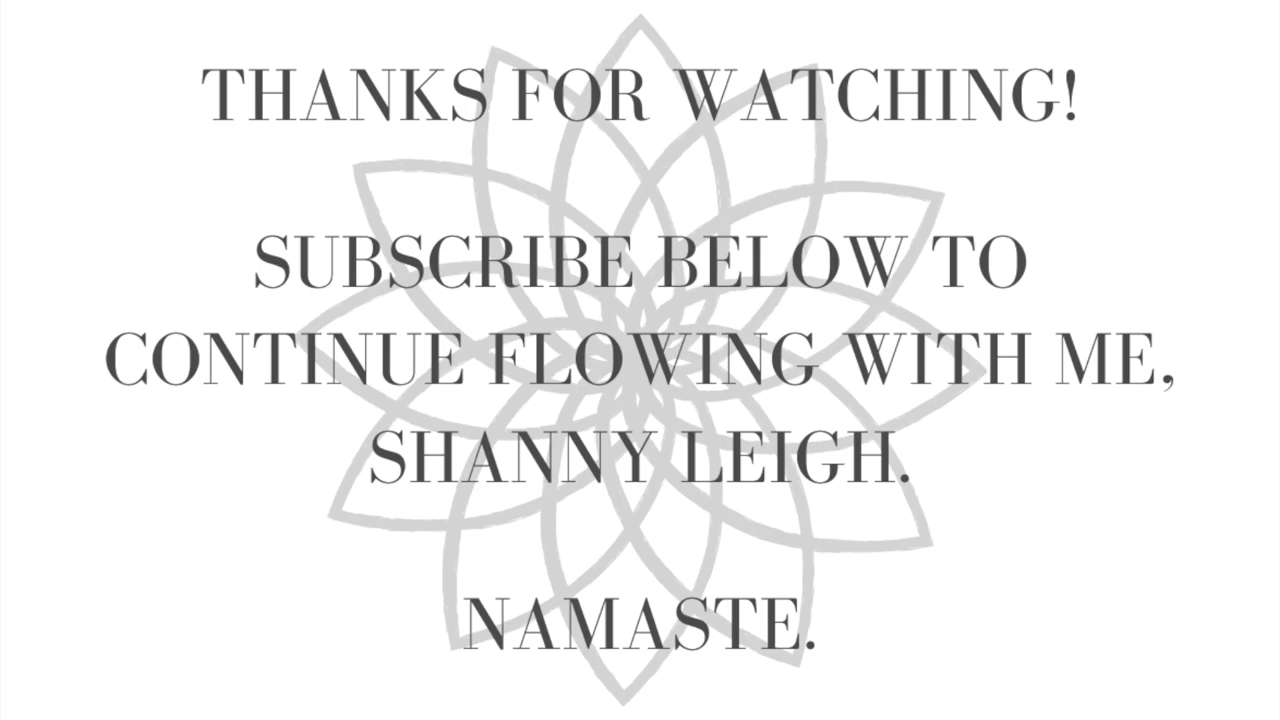 THANKS FOR WATCHING!
SUBSCRIBE BELOW TO
CONTINUE FLOWING WITH ME,
SHANNY LEIGH.
NAMASTE.